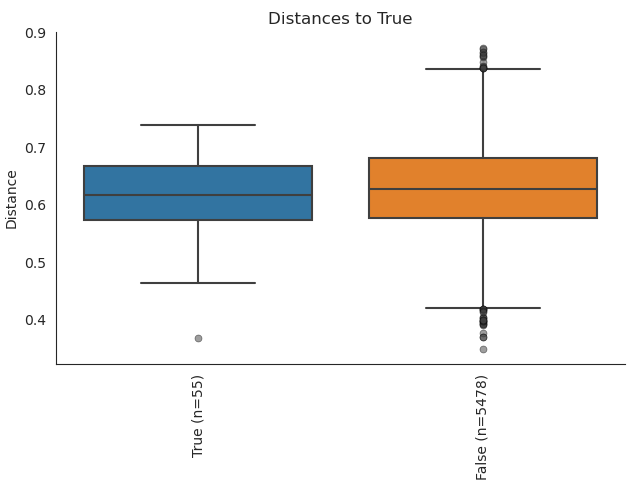 Distances to True
0.9
0.8
0.7
0.6
0.5
0.4
Distance
True (n=55)
False (n=5478)